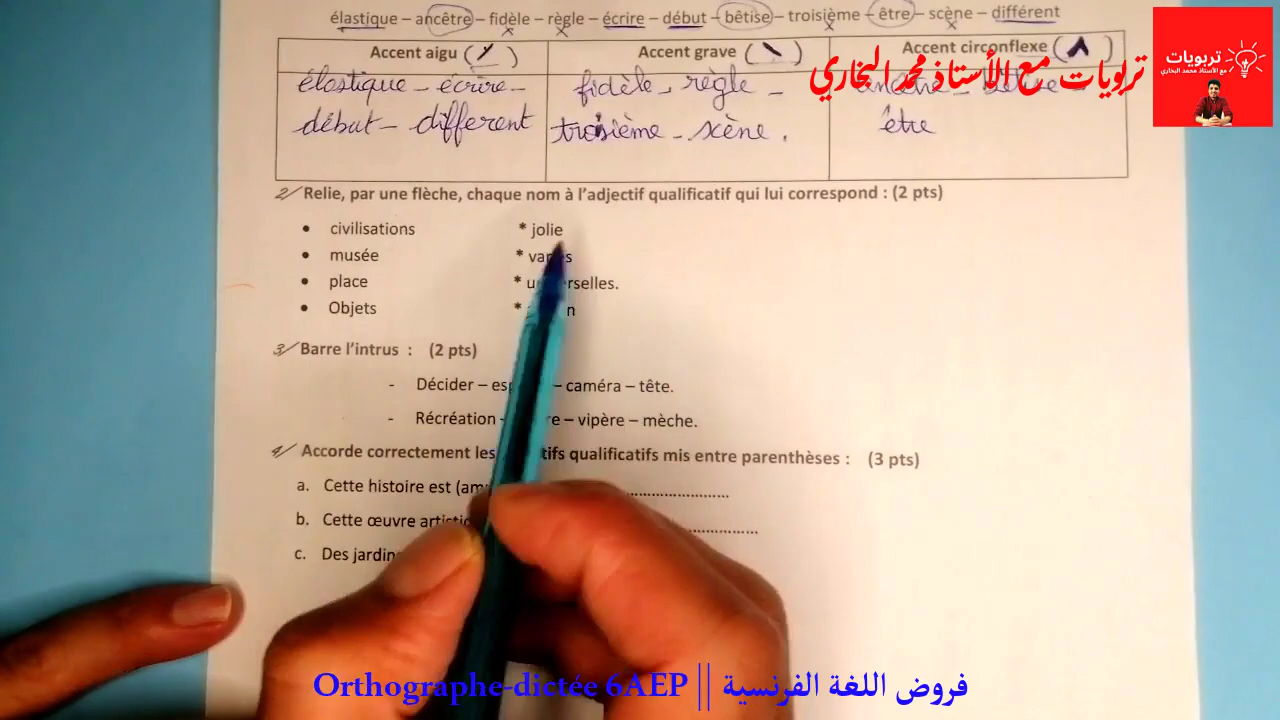 élastique – ancêtre – fidèle – règle – écrire – début – bêtise – troisième – être – scène – différent
Accent aigu ( / ) Accent grave ( \ ) Accent circonflexe ( ʌ )
élastique – écrire – fidèle – règle –
début – différent troisième – scène . être
تربويات مع الأستاذ محمد البخاري
تربويات
مع الأستاذ محمد البخاري
2/ Relie, par une flèche, chaque nom à l'adjectif qualificatif qui lui correspond : (2 pts)
• civilisations * jolie
• musée *
• place *
• Objets *
3/ Barre l'intrus : (2 pts)
- Décider – – caméra – tête.
- Récréation – – vipère – mèche.
4/ Accorde correctement les qualificatifs mis entre parenthèses : (3 pts)
a. Cette histoire est
b. Cette œuvre
c. Des
Orthographe-dictée 6AEP || فروض اللغة الفرنسية